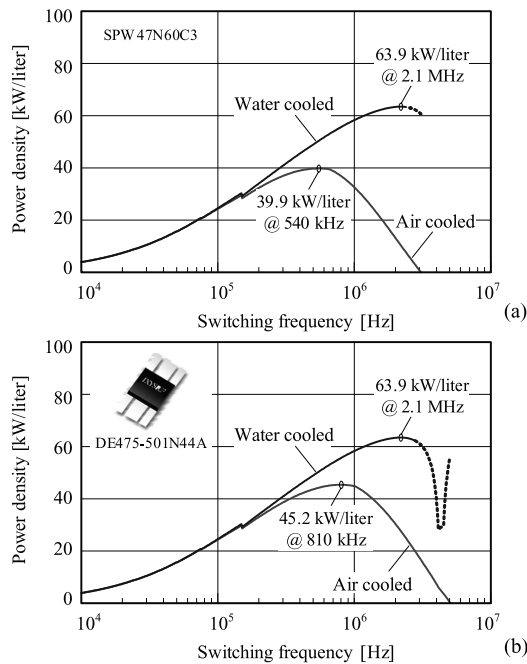 100
80
60
40
20
0
Power density [kW/liter]
SPW 47N60C3
63.9 kW/liter
@ 2.1 MHz
Water cooled
39.9 kW/liter
@ 540 kHz
Air cooled
10^4
10^5
10^6
10^7
Switching frequency [Hz]
(a)
100
80
60
40
20
0
Power density [kW/liter]
DE475-501N44A
63.9 kW/liter
@ 2.1 MHz
Water cooled
45.2 kW/liter
@ 810 kHz
Air cooled
10^4
10^5
10^6
10^7
Switching frequency [Hz]
(b)